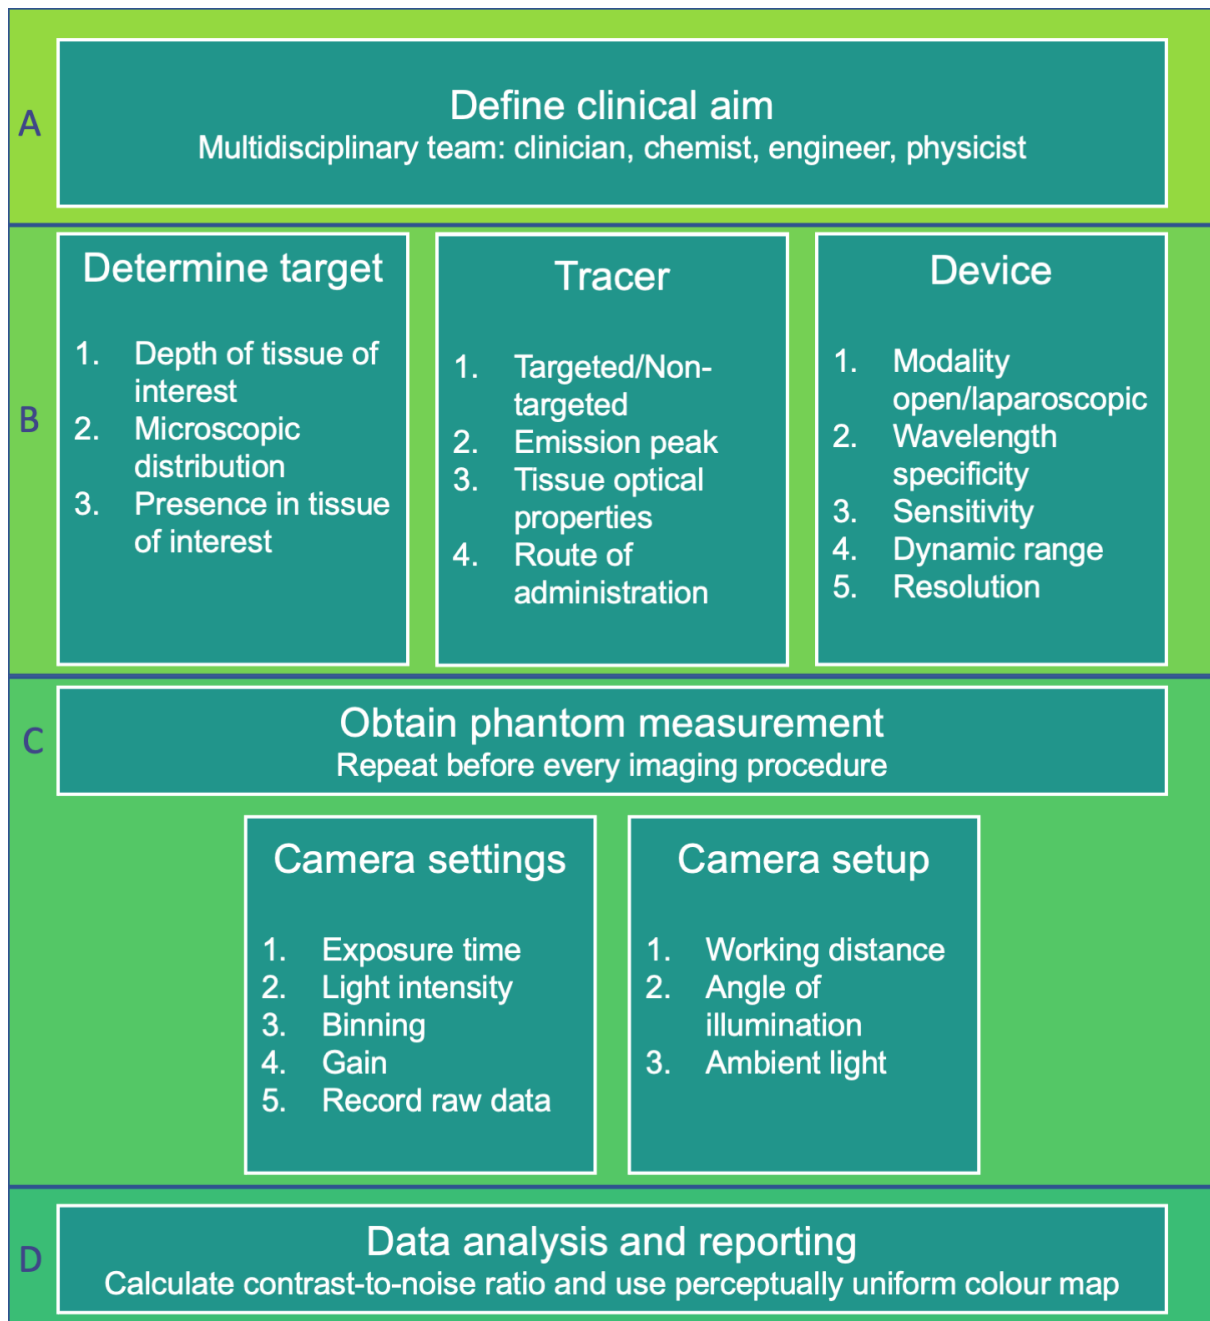 A
Define clinical aim
Multidisciplinary team: clinician, chemist, engineer, physicist
B
Determine target
1. Depth of tissue of
interest
2. Microscopic
distribution
3. Presence in tissue
of interest
Tracer
1. Targeted/Non-
targeted
2. Emission peak
3. Tissue optical
properties
4. Route of
administration
Device
1. Modality
open/laparoscopic
2. Wavelength
specificity
3. Sensitivity
4. Dynamic range
5. Resolution
C
Obtain phantom measurement
Repeat before every imaging procedure
Camera settings
1. Exposure time
2. Light intensity
3. Binning
4. Gain
5. Record raw data
Camera setup
1. Working distance
2. Angle of
illumination
3. Ambient light
D
Data analysis and reporting
Calculate contrast-to-noise ratio and use perceptually uniform colour map